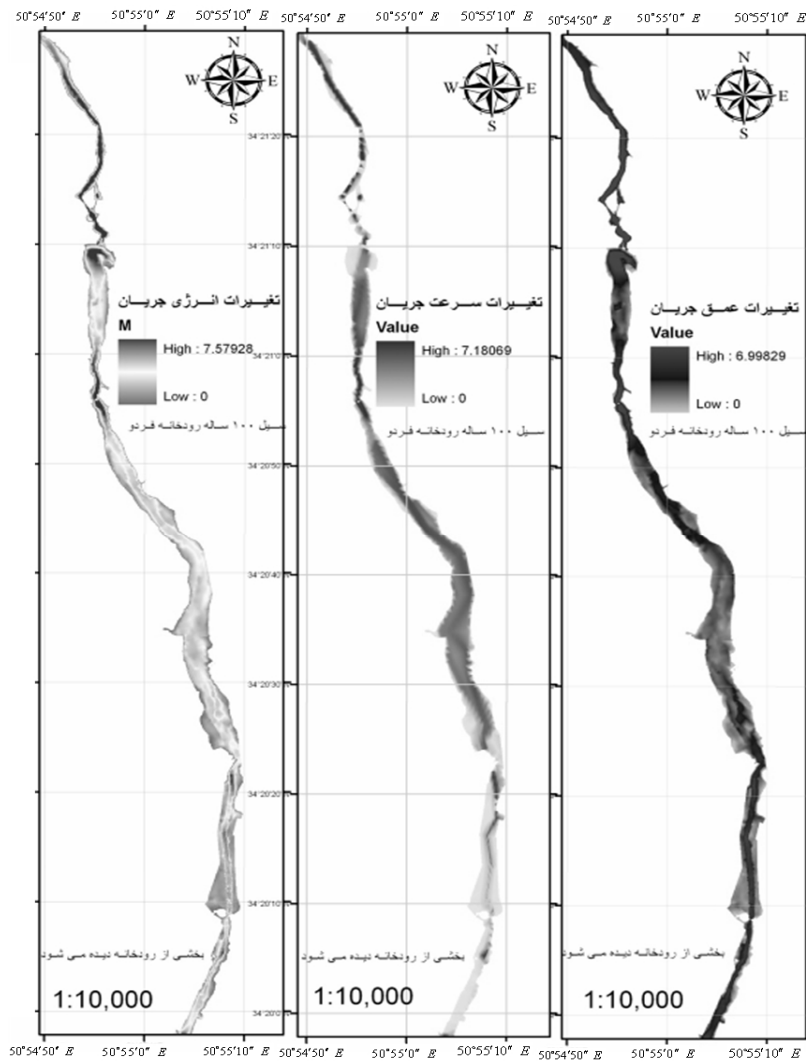 50°54'50" E 50°55'0" E 50°55'10" E
N
W E
S
تغییرات انرژی جریان
M
High : 7.57928
Low : 0
سیل ۱۰۰ ساله رودخانه فردو
بخشی از رودخانه دیده می شود
1:10,000
50°54'50" E 50°55'0" E 50°55'10" E
50°54'50" E 50°55'0" E 50°55'10" E
N
W E
S
34°21'20"
34°21'10"
34°21'0"
34°20'50"
34°20'40"
34°20'30"
34°20'20"
34°20'10"
34°20'0"
تغییرات سرعت جریان
Value
High : 7.18069
Low : 0
سیل ۱۰۰ ساله رودخانه فردو
بخشی از رودخانه دیده می شود
1:10,000
50°54'50" E 50°55'0" E 50°55'10" E
50°54'50" E 50°55'0" E 50°55'10" E
N
W E
S
تغییرات عمق جریان
Value
High : 6.99829
Low : 0
سیل ۱۰۰ ساله رودخانه فردو
بخشی از رودخانه دیده می شود
1:10,000
50°54'50" E 50°55'0" E 50°55'10" E